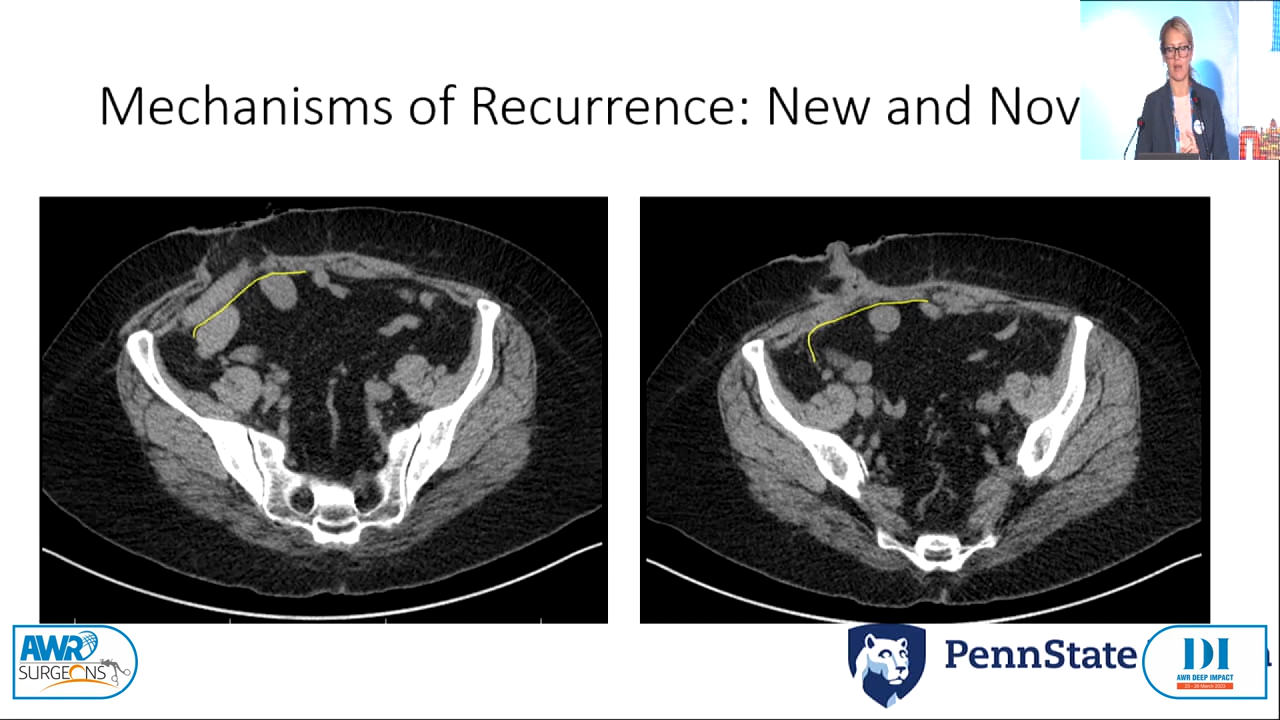 Mechanisms of Recurrence: New and Nov
AWR
SURGEONS
PennState
DI
AWR DEEP IMPACT